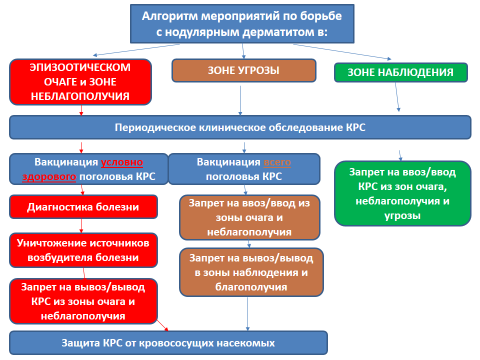 Алгоритм мероприятий по борьбе
с нодулярным дерматитом в:
ЭПИЗООТИЧЕСКОМ
ОЧАГЕ и ЗОНЕ
НЕБЛАГОПОЛУЧИЯ
ЗОНЕ УГРОЗЫ
ЗОНЕ НАБЛЮДЕНИЯ
Периодическое клиническое обследование КРС
Вакцинация условно
здорового поголовья КРС
Вакцинация всего
поголовья КРС
Запрет на ввоз/ввод
КРС из зон очага,
неблагополучия и
угрозы
Диагностика болезни
Запрет на ввоз/ввод из
зоны очага и
неблагополучия
Уничтожение источников
возбудителя болезни
Запрет на вывоз/вывод
в зоны наблюдения и
благополучия
Запрет на вывоз/вывод
КРС из зоны очага и
неблагополучия
Защита КРС от кровососущих насекомых